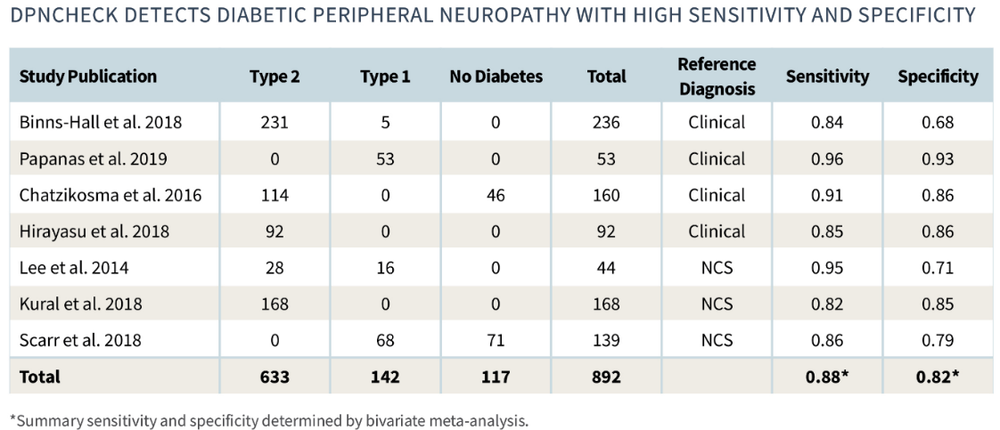 DPNCHECK DETECTS DIABETIC PERIPHERAL NEUROPATHY WITH HIGH SENSITIVITY AND SPECIFICITY
Study Publication Type 2 Type 1 No Diabetes Total Reference Diagnosis Sensitivity Specificity
Binns-Hall et al. 2018 231 5 0 236 Clinical 0.84 0.68
Papanas et al. 2019 0 53 0 53 Clinical 0.96 0.93
Chatzikosma et al. 2016 114 0 46 160 Clinical 0.91 0.86
Hirayasu et al. 2018 92 0 0 92 Clinical 0.85 0.86
Lee et al. 2014 28 16 0 44 NCS 0.95 0.71
Kural et al. 2018 168 0 0 168 NCS 0.82 0.85
Scarr et al. 2018 0 68 71 139 NCS 0.86 0.79
Total 633 142 117 892 0.88* 0.82*
*Summary sensitivity and specificity determined by bivariate meta-analysis.